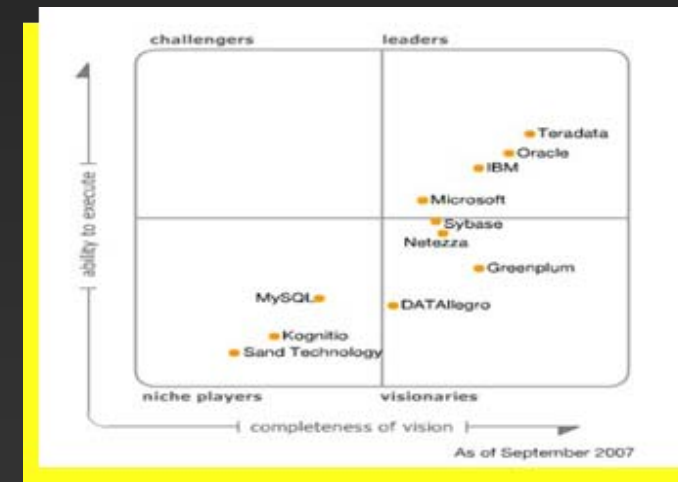 challengers
leaders
Teradata
Oracle
IBM
Microsoft
Sybase
Netezza
Greenplum
MySQL
DATAllegro
Kognitio
Sand Technology
ability to execute
niche players
visionaries
completeness of vision
As of September 2007